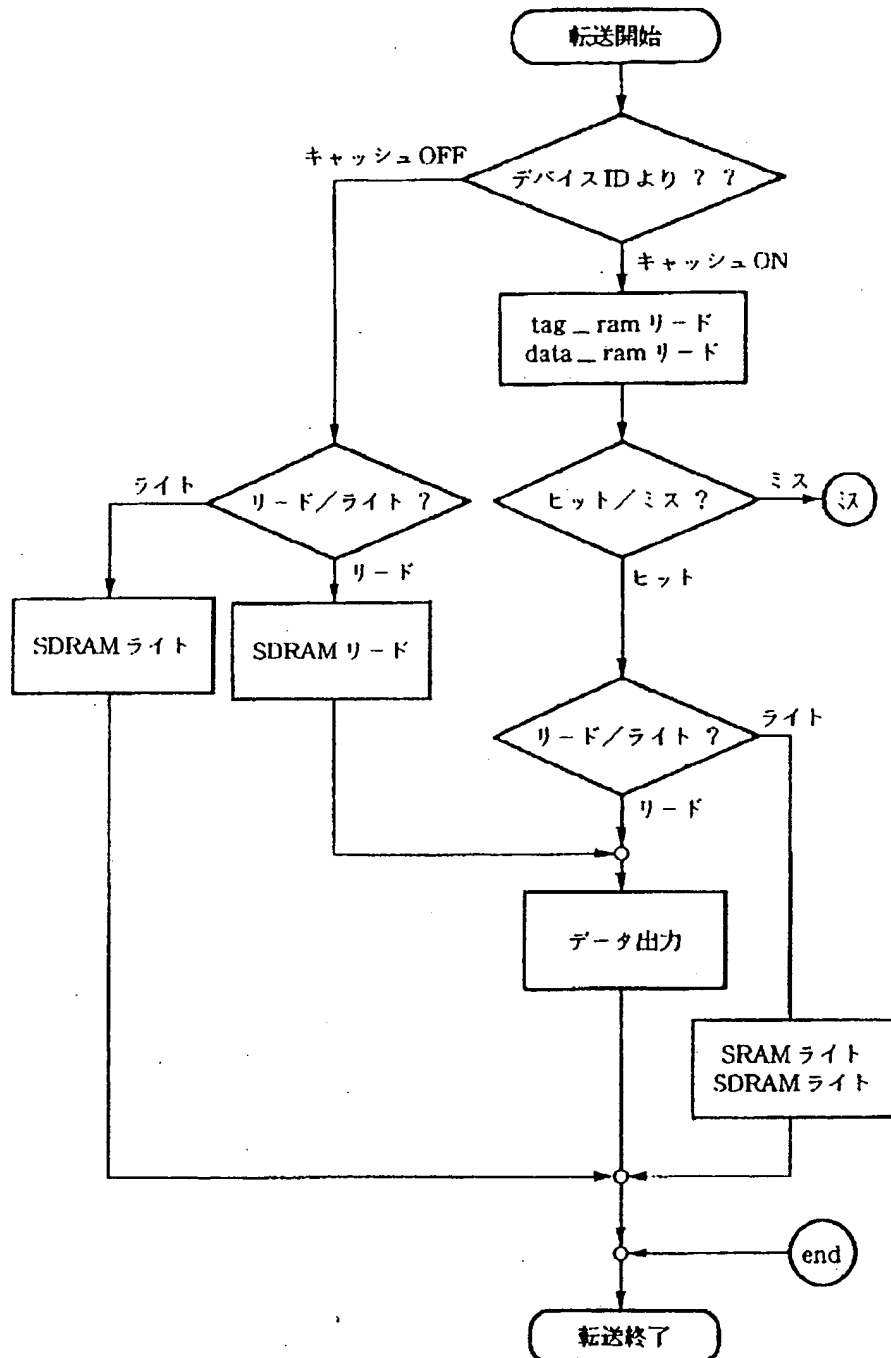 転送開始
キャッシュOFF
デバイスIDより ? ?
キャッシュON
tag_ramリード
data_ramリード
ライト
リード/ライト ?
リード
ヒット/ミス ?
ミス
ミス
ヒット
SDRAMライト
SDRAMリード
リード/ライト ?
ライト
リード
データ出力
SRAMライト
SDRAMライト
end
転送終了